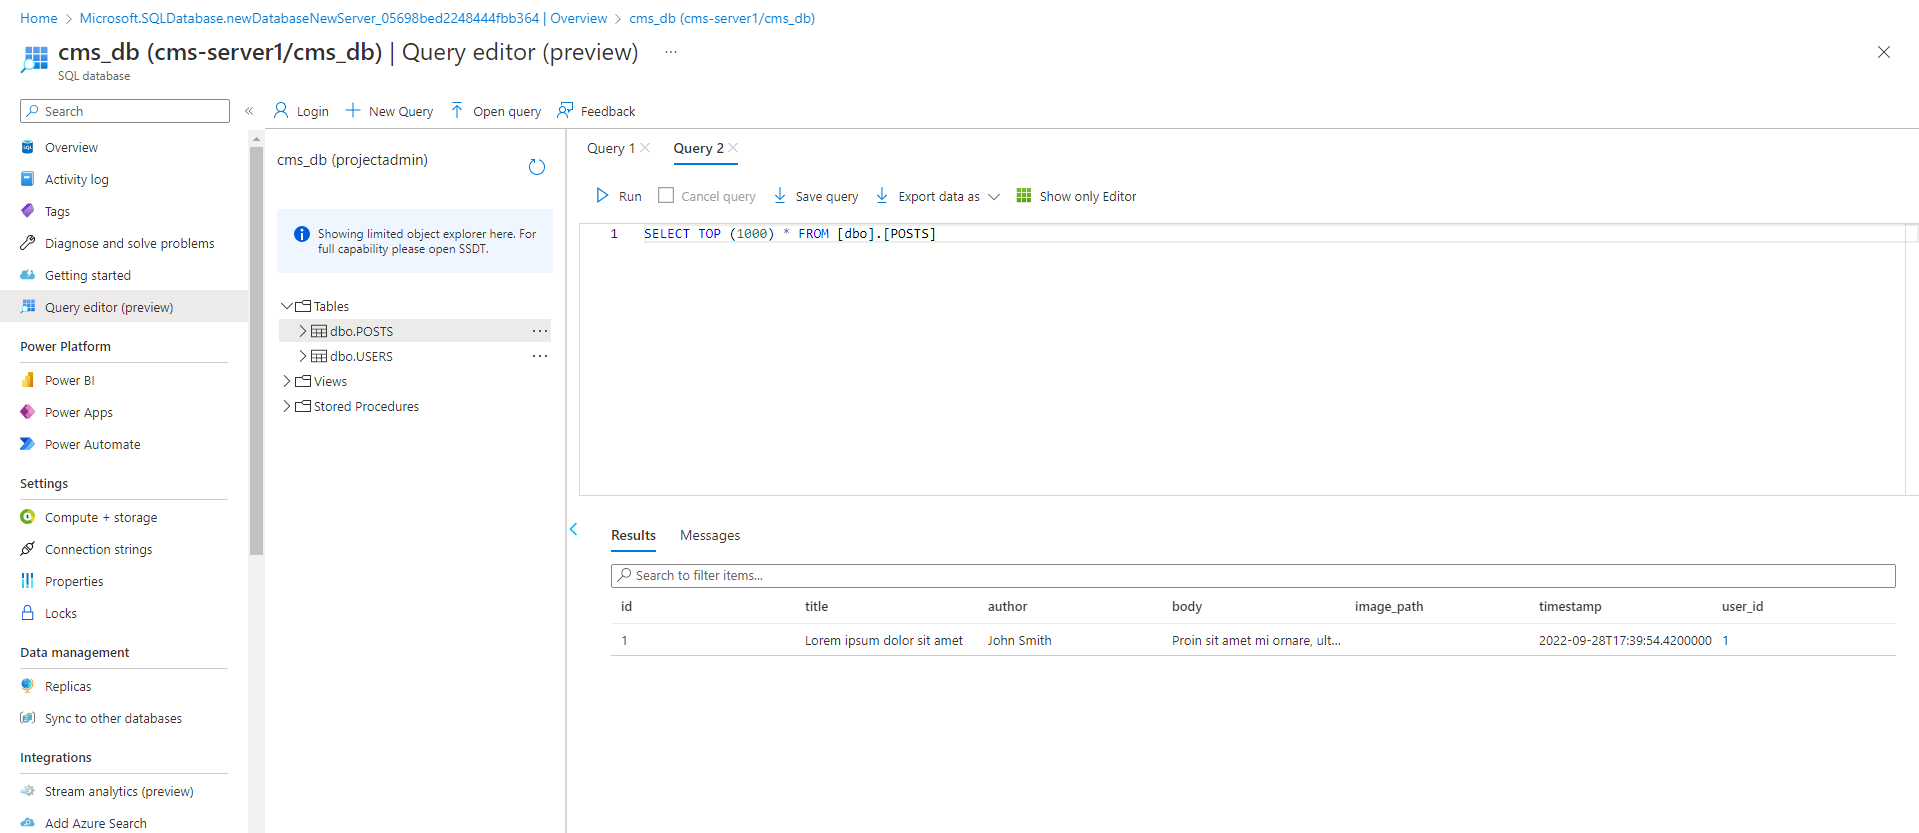 Home > Microsoft.SQLDatabase.newDatabaseNewServer_05698bed2248444fbb364 | Overview > cms_db (cms-server1/cms_db)
cms_db (cms-server1/cms_db) | Query editor (preview) ...
SQL database
Search
«
Overview
Activity log
Tags
Diagnose and solve problems
Getting started
Query editor (preview)
Power Platform
Power BI
Power Apps
Power Automate
Settings
Compute + storage
Connection strings
Properties
Locks
Data management
Replicas
Sync to other databases
Integrations
Stream analytics (preview)
Add Azure Search
Login New Query Open query Feedback
cms_db (projectadmin)
Showing limited object explorer here. For
full capability please open SSDT.
Tables
dbo.POSTS ...
dbo.USERS ...
Views
Stored Procedures
Query 1 Query 2
Run Cancel query Save query Export data as Show only Editor
1 SELECT TOP (1000) * FROM [dbo].[POSTS]
Results Messages
Search to filter items...
id title author body image_path timestamp user_id
1 Lorem ipsum dolor sit amet John Smith Proin sit amet mi ornare, ult... 2022-09-28T17:39:54.4200000 1